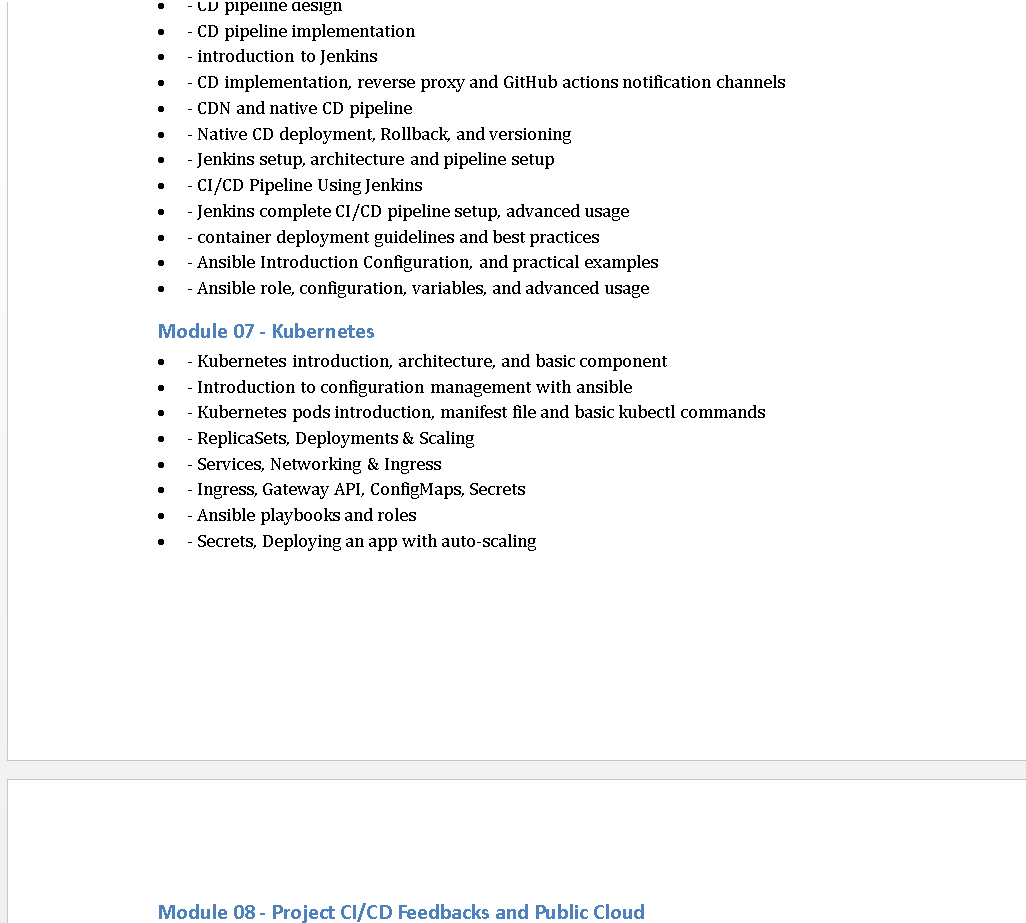 • - CD pipeline design
• - CD pipeline implementation
• - introduction to Jenkins
• - CD implementation, reverse proxy and GitHub actions notification channels
• - CDN and native CD pipeline
• - Native CD deployment, Rollback, and versioning
• - Jenkins setup, architecture and pipeline setup
• - CI/CD Pipeline Using Jenkins
• - Jenkins complete CI/CD pipeline setup, advanced usage
• - container deployment guidelines and best practices
• - Ansible Introduction Configuration, and practical examples
• - Ansible role, configuration, variables, and advanced usage
Module 07 - Kubernetes
• - Kubernetes introduction, architecture, and basic component
• - Introduction to configuration management with ansible
• - Kubernetes pods introduction, manifest file and basic kubectl commands
• - ReplicaSets, Deployments & Scaling
• - Services, Networking & Ingress
• - Ingress, Gateway API, ConfigMaps, Secrets
• - Ansible playbooks and roles
• - Secrets, Deploying an app with auto-scaling
Module 08 - Project CI/CD Feedbacks and Public Cloud